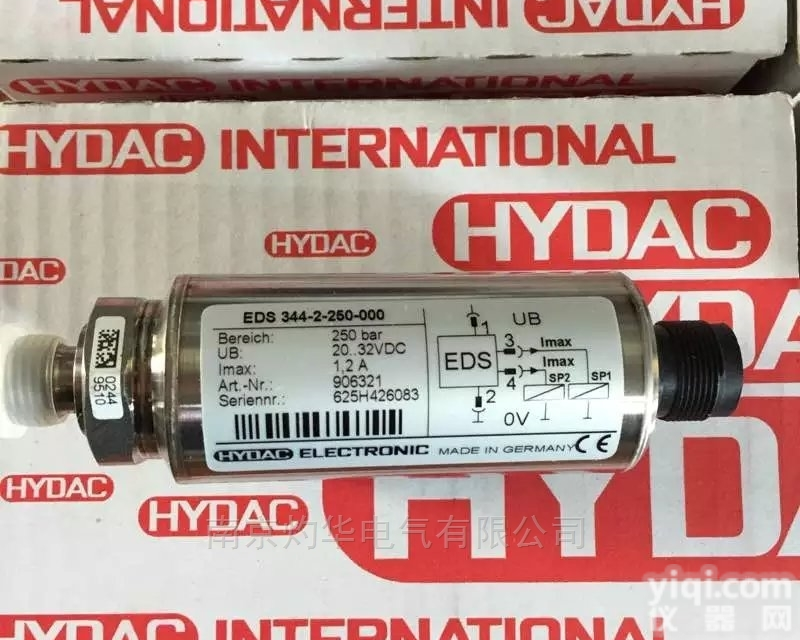 INTERNATIONAL
HYDAC
HYDAC INTERNATIONAL
HYDAC
HYDAC
DAC
EDS 344-2-250-000
Bereich: 250 bar
UB: 20..32VDC
Imax: 1,2 A
Art.-Nr.: 906321
Seriennr.: 625H426083
HYDAC ELECTRONIC MADE IN GERMANY CE
1 UB
3 Imax
EDS
Imax
4
SP2 SP1
2
0V
0244
9510
HYDAC
HYDAC
HYDAC
南京灼华电气有限公司
yiqi.com
仪器网